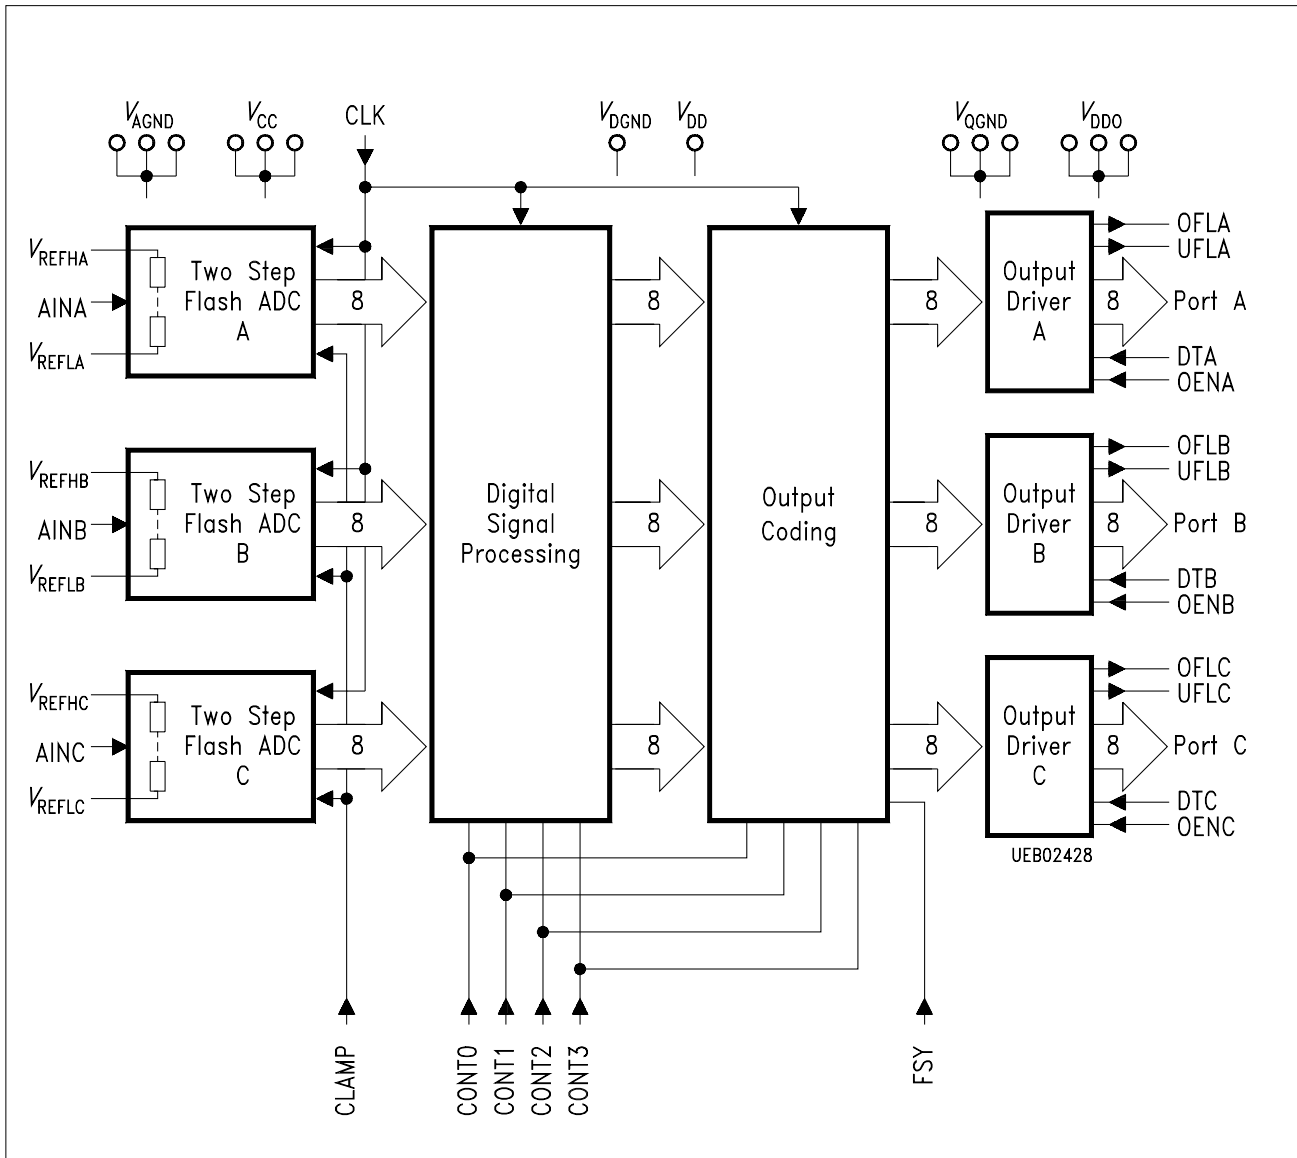 VAGND
VCC
CLK
VDGND
VDD
VQGND
VDDQ
VREFHA
AINA
VREFLA
Two Step
Flash ADC
A
8
8
8
Output
Driver
A
8
OFLA
UFLA
Port A
DTA
OENA
VREFHB
AINB
VREFLB
Two Step
Flash ADC
B
8
Digital
Signal
Processing
8
Output
Coding
8
Output
Driver
B
8
OFLB
UFLB
Port B
DTB
OENB
VREFHC
AINC
VREFLC
Two Step
Flash ADC
C
8
8
8
Output
Driver
C
8
OFLC
UFLC
Port C
DTC
OENC
UEB02428
CLAMP
CONT0
CONT1
CONT2
CONT3
FSY